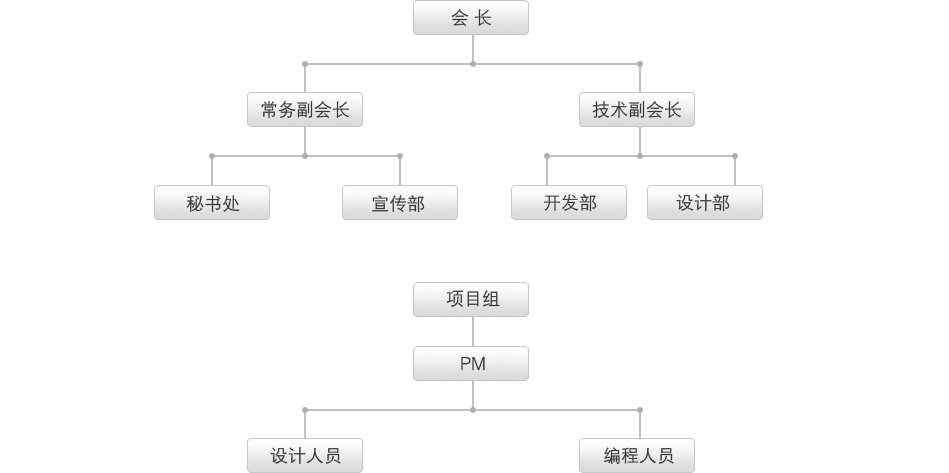 会 长
常务副会长
技术副会长
秘书处
宣传部
开发部
设计部
项目组
PM
设计人员
编程人员